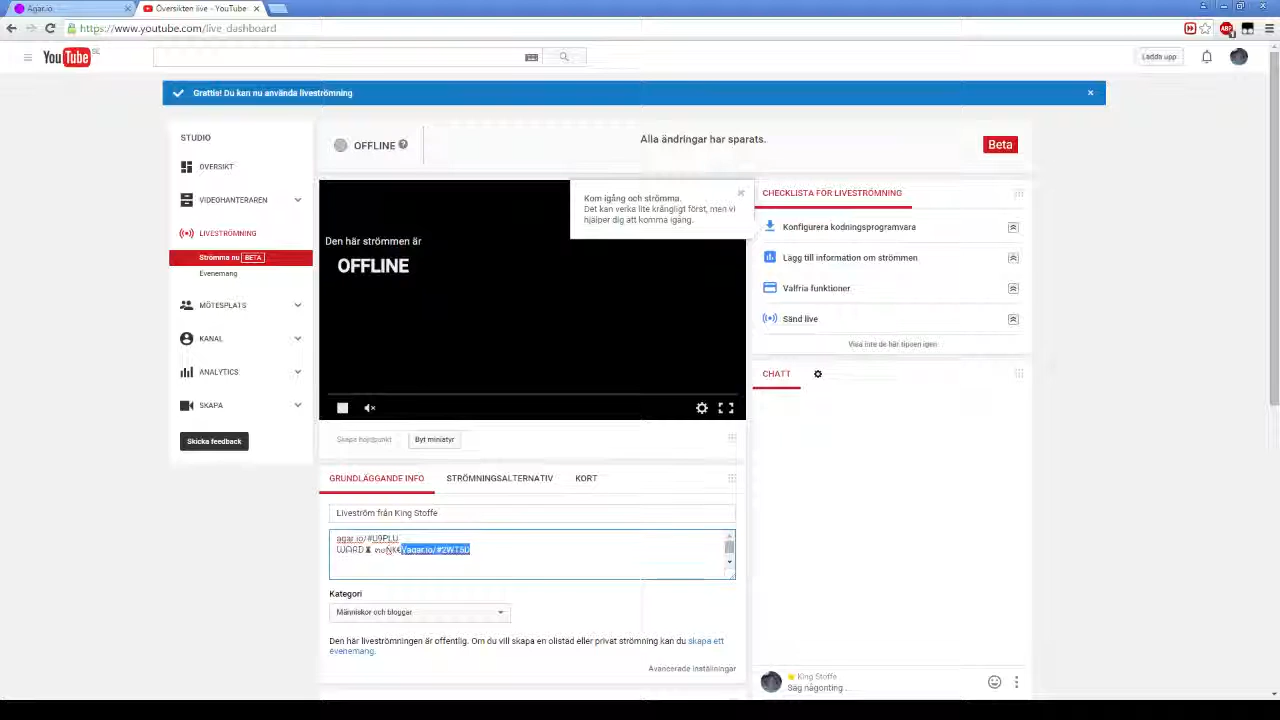 Agar.io
Översikten live - YouTube
https://www.youtube.com/live_dashboard
YouTube SE
Ladda upp
Grattis! Du kan nu använda liveströmning
STUDIO
ÖVERSIKT
VIDEOHANTERAREN
LIVESTRÖMNING
Strömma nu BETA
Evenemang
MÖTESPLATS
KANAL
ANALYTICS
SKAPA
Skicka feedback
OFFLINE
Alla ändringar har sparats.
Beta
Den här strömmen är
OFFLINE
Kom igång och strömma.
Det kan verka lite krångligt först, men vi
hjälper dig att komma igång.
Skapa höjdpunkt
Byt miniatyr
GRUNDLÄGGANDE INFO
STRÖMNINGSALTERNATIV
KORT
Liveström från King Stoffe
agar.io/#U9PLU
agar.io/#2WT5D
Kategori
Människor och bloggar
Den här liveströmningen är offentlig. Om du vill skapa en olistad eller privat strömning kan du skapa ett
evenemang.
Avancerade inställningar
CHECKLISTA FÖR LIVESTRÖMNING
Konfigurera kodningsprogramvara
Lägg till information om strömmen
Valfria funktioner
Sänd live
Visa inte de här tipsen igen
CHATT
King Stoffe
Säg någonting ...